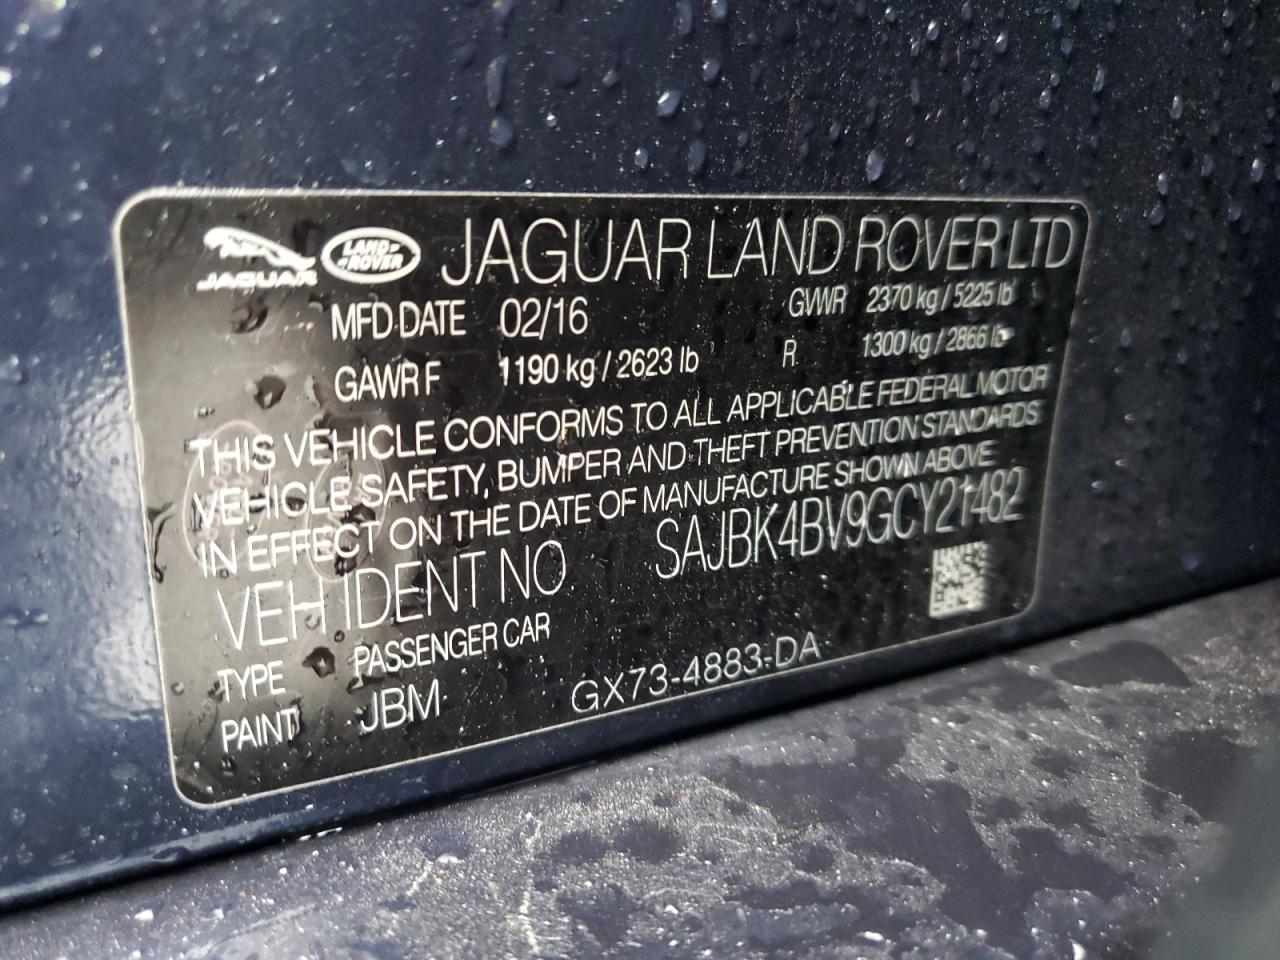 JAGUAR LAND ROVER JAGUAR LAND ROVER LTD
MFD DATE 02/16 GVWR 2370 kg / 5225 lb
GAWR F 1190 kg / 2623 lb R 1300 kg / 2866 lb
THIS VEHICLE CONFORMS TO ALL APPLICABLE FEDERAL MOTOR
VEHICLE SAFETY, BUMPER AND THEFT PREVENTION STANDARDS
IN EFFECT ON THE DATE OF MANUFACTURE SHOWN ABOVE
VEH IDENT NO SAJBK4BV9GCY21482
TYPE PASSENGER CAR
PAINT JBM GX73-4883-DA